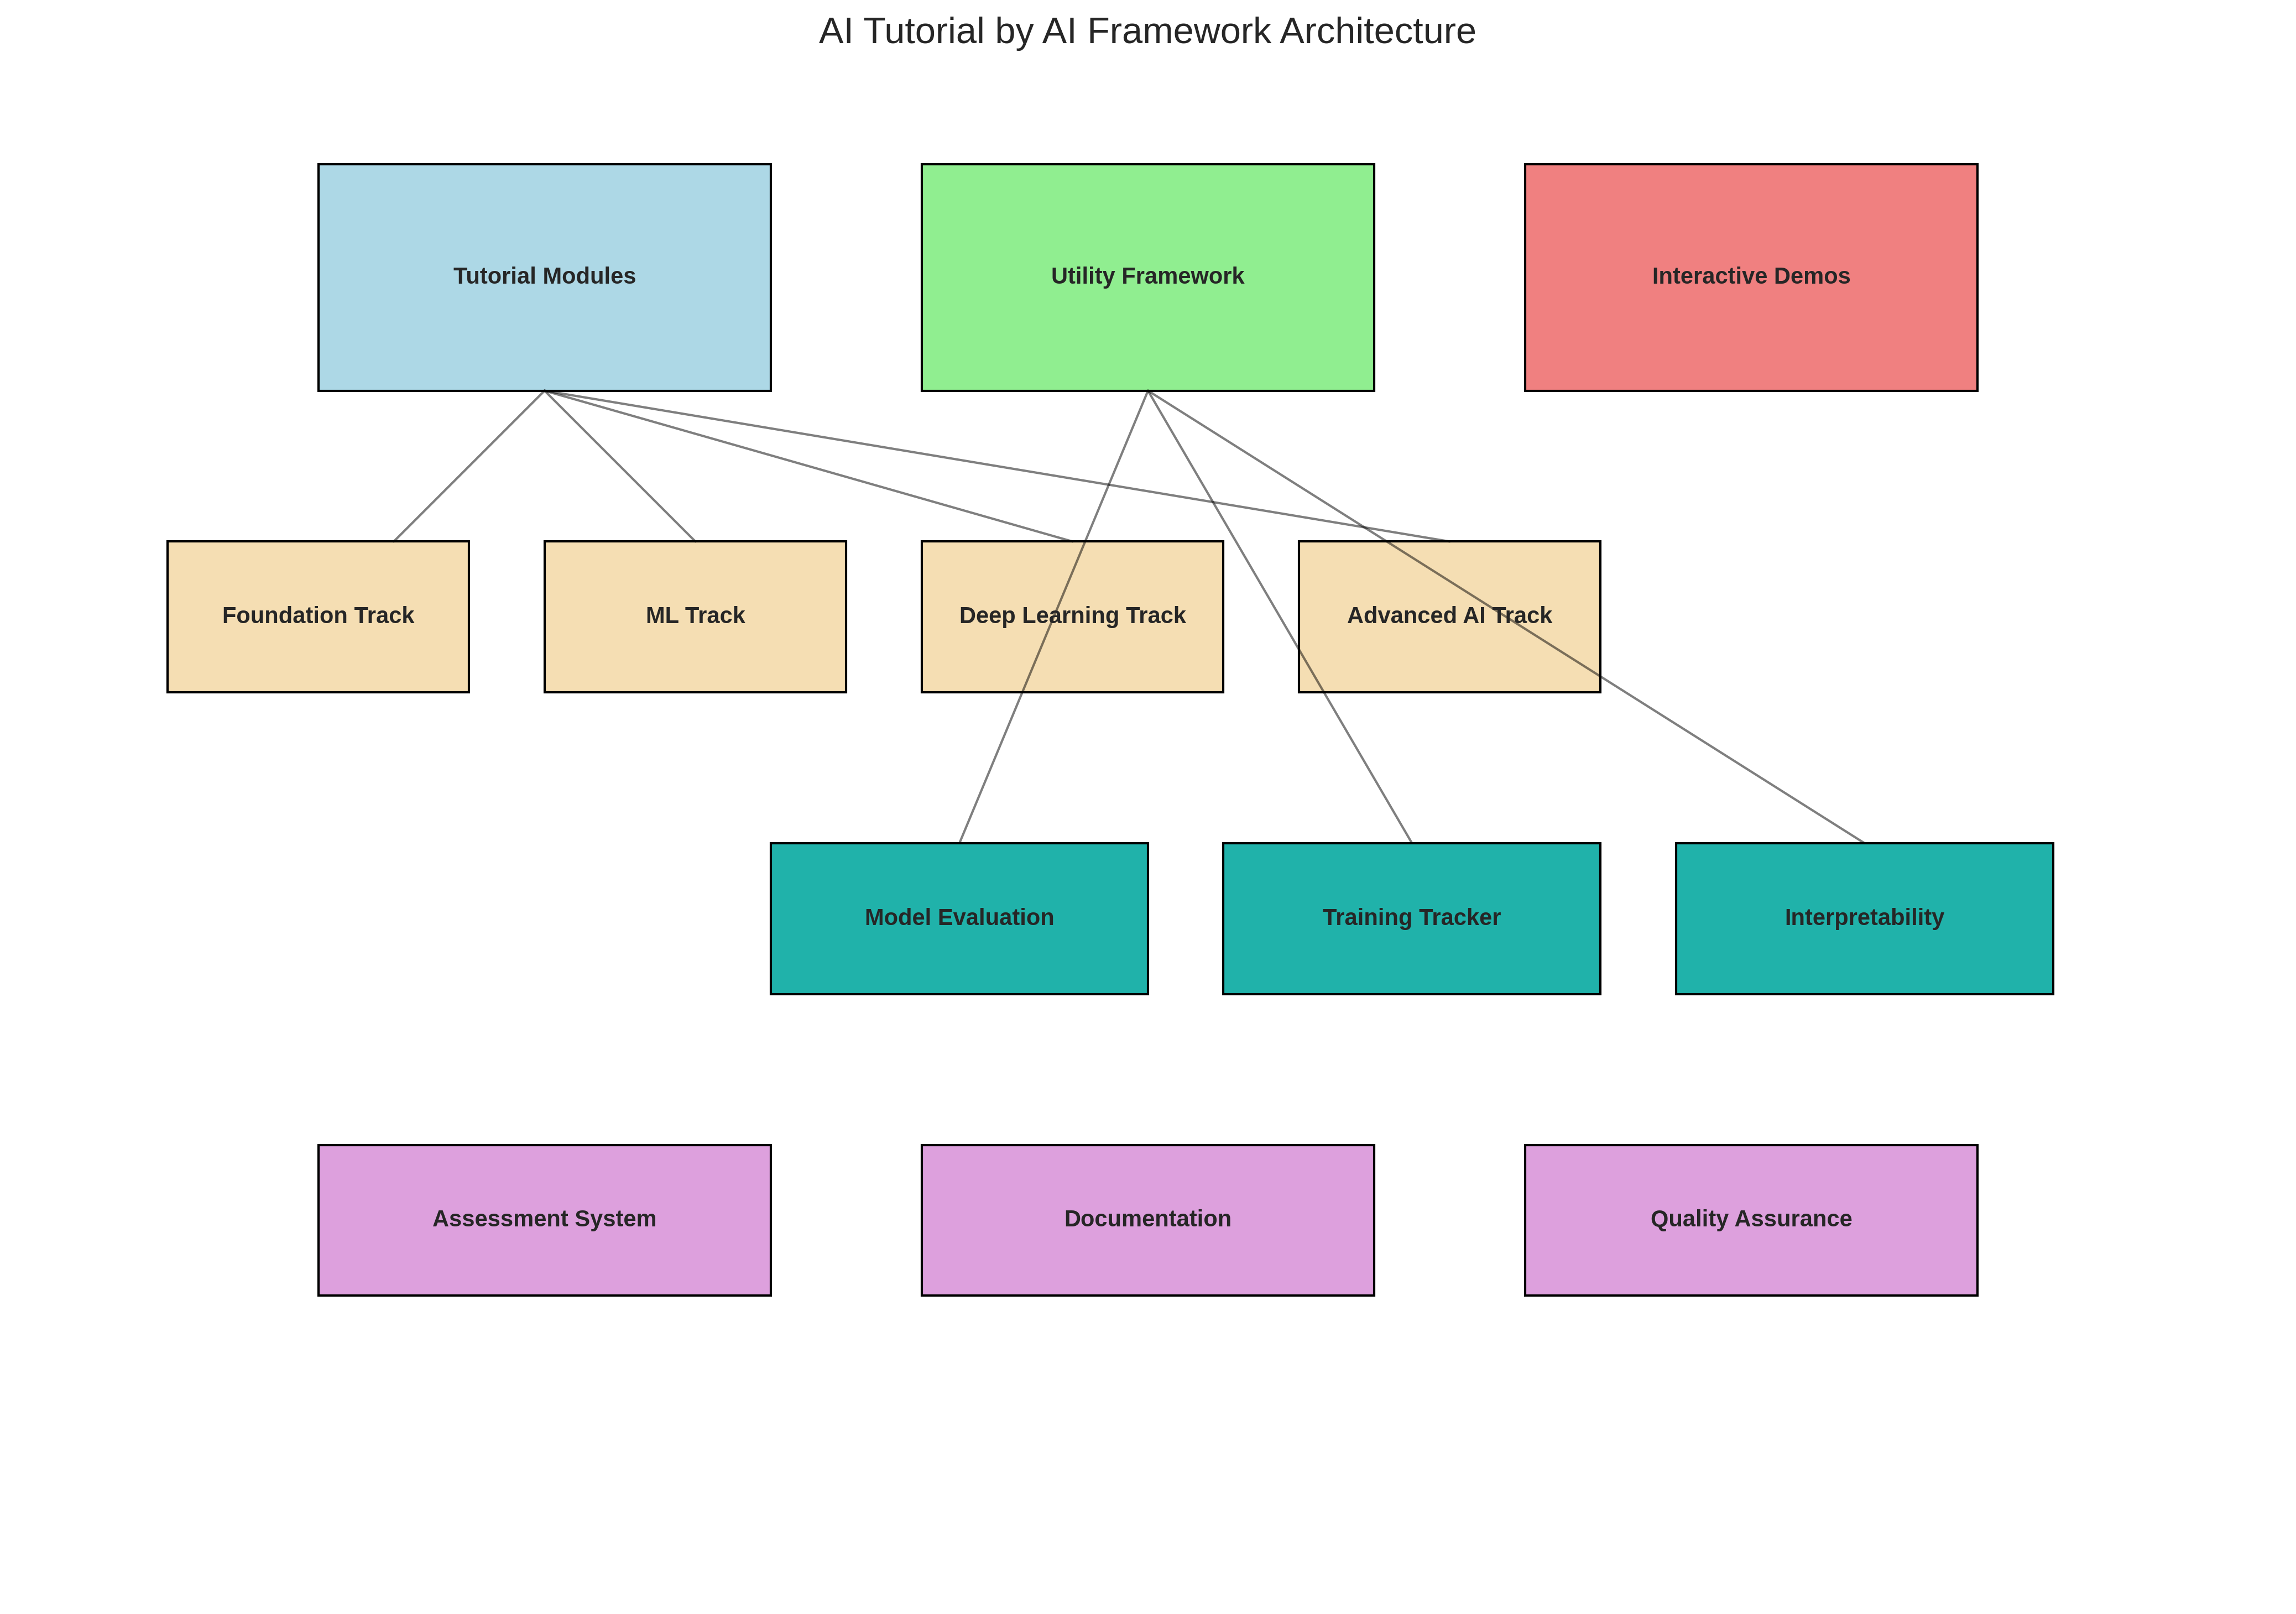 AI Tutorial by AI Framework Architecture
Tutorial Modules
Utility Framework
Interactive Demos
Foundation Track
ML Track
Deep Learning Track
Advanced AI Track
Model Evaluation
Training Tracker
Interpretability
Assessment System
Documentation
Quality Assurance